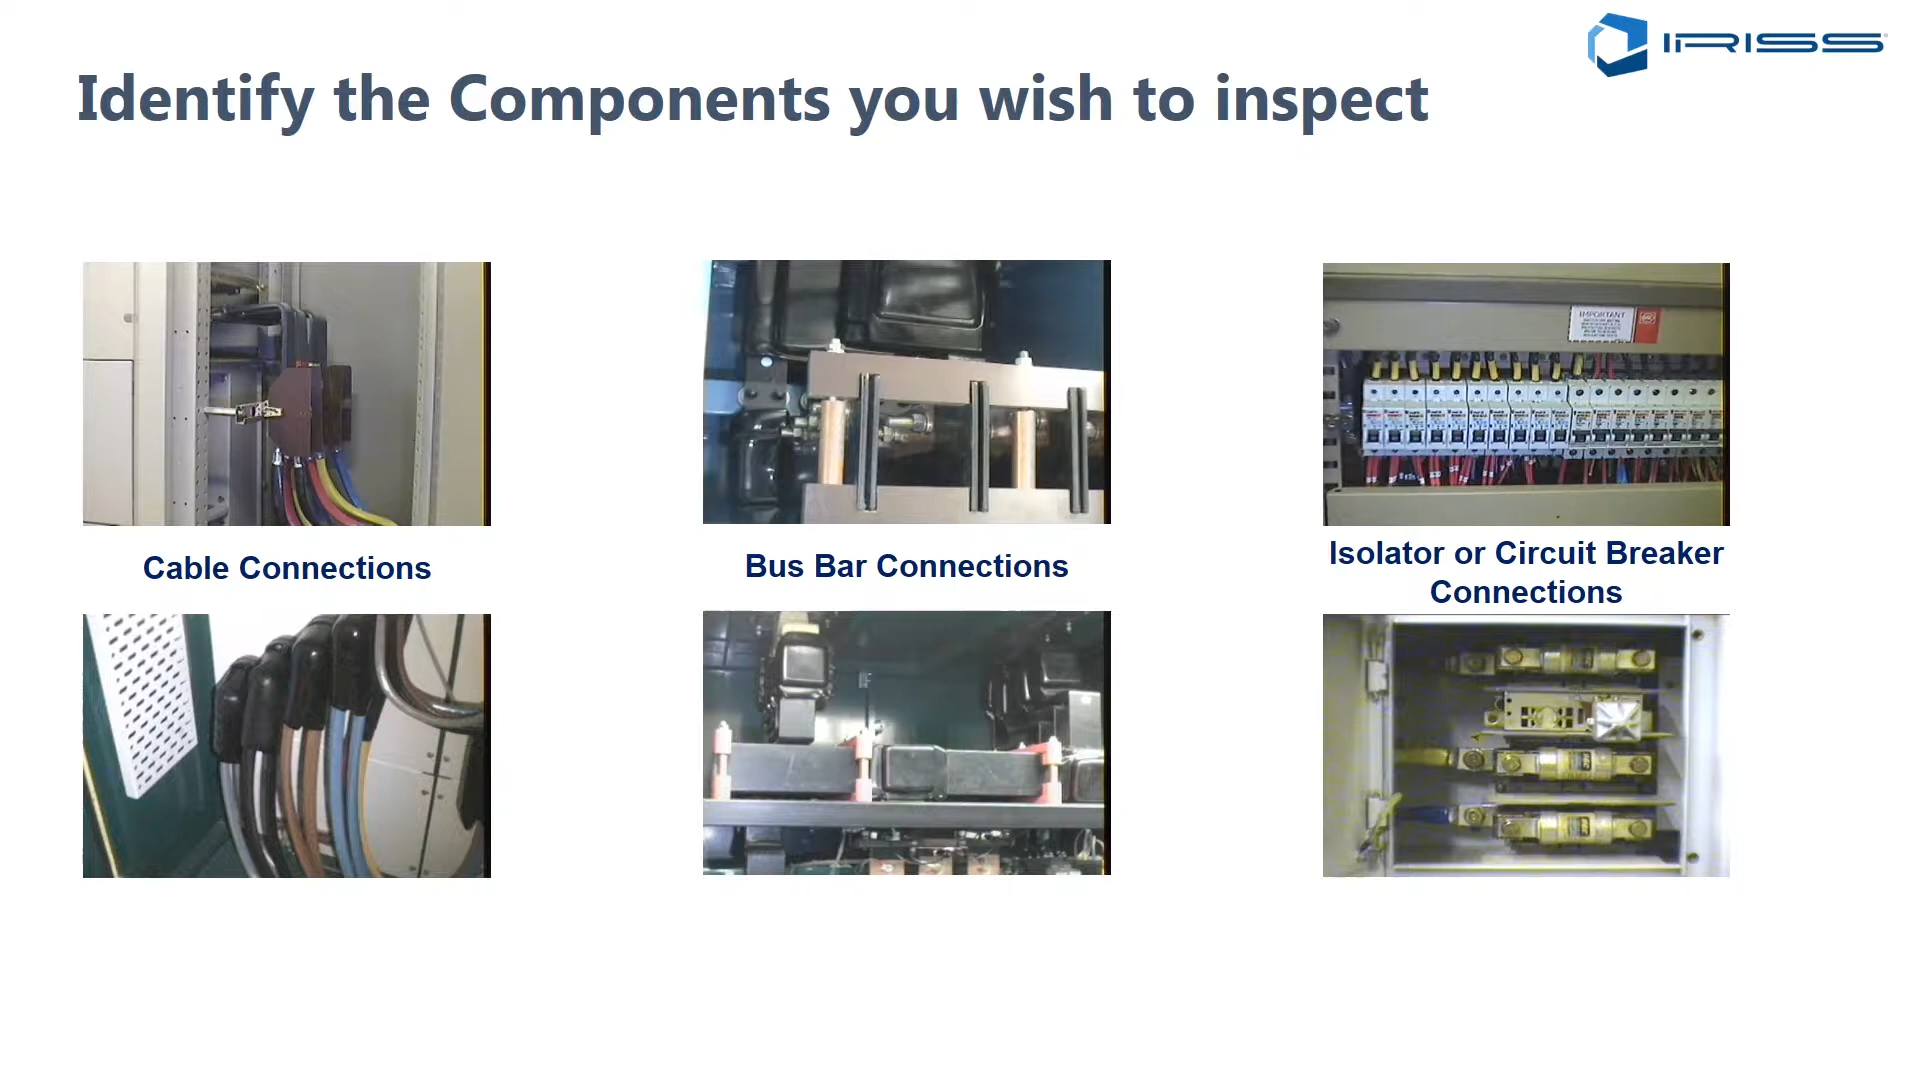 IRISS
Identify the Components you wish to inspect
IMPORTANT
Cable Connections
Bus Bar Connections
Isolator or Circuit Breaker
Connections